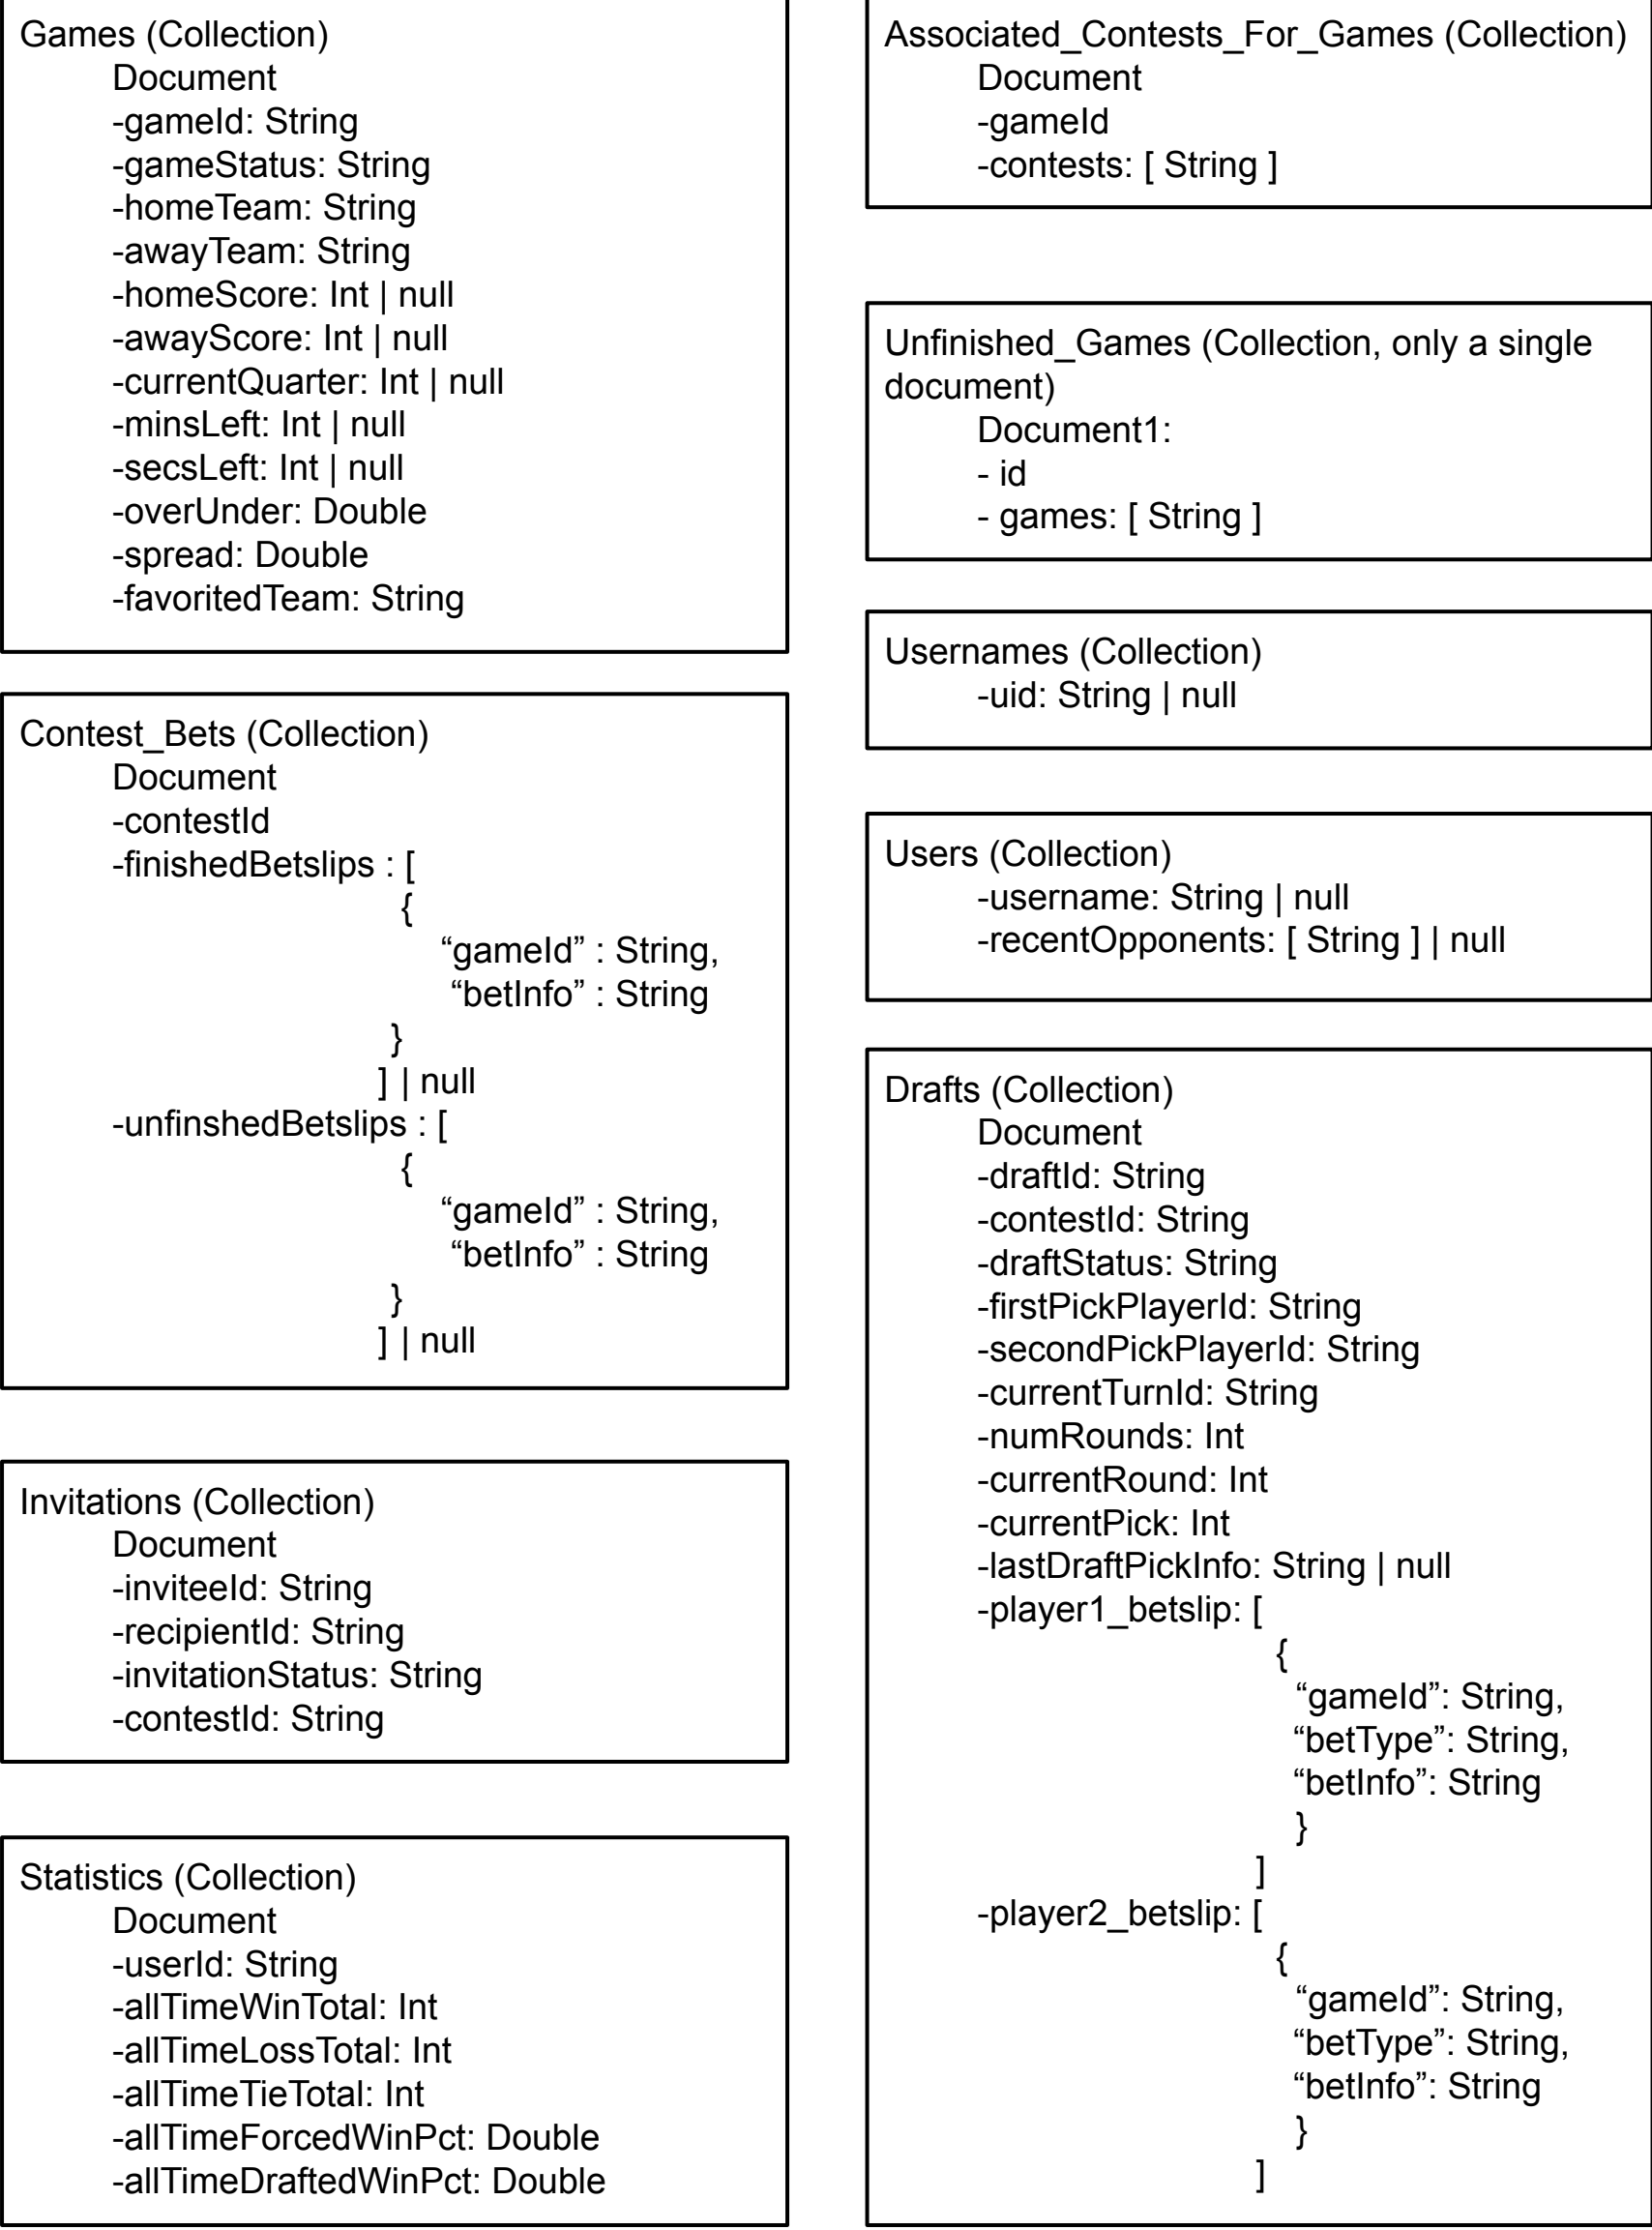 Games (Collection)
Document
-gameId: String
-gameStatus: String
-homeTeam: String
-awayTeam: String
-homeScore: Int | null
-awayScore: Int | null
-currentQuarter: Int | null
-minsLeft: Int | null
-secsLeft: Int | null
-overUnder: Double
-spread: Double
-favoritedTeam: String
Contest_Bets (Collection)
Document
-contestId
-finishedBetslips : [
{
“gameId” : String,
“betInfo” : String
}
] | null
-unfinshedBetslips : [
{
“gameId” : String,
“betInfo” : String
}
] | null
Invitations (Collection)
Document
-inviteeId: String
-recipientId: String
-invitationStatus: String
-contestId: String
Statistics (Collection)
Document
-userId: String
-allTimeWinTotal: Int
-allTimeLossTotal: Int
-allTimeTieTotal: Int
-allTimeForcedWinPct: Double
-allTimeDraftedWinPct: Double
Associated_Contests_For_Games (Collection)
Document
-gameId
-contests: [ String ]
Unfinished_Games (Collection, only a single
document)
Document1:
- id
- games: [ String ]
Usernames (Collection)
-uid: String | null
Users (Collection)
-username: String | null
-recentOpponents: [ String ] | null
Drafts (Collection)
Document
-draftId: String
-contestId: String
-draftStatus: String
-firstPickPlayerId: String
-secondPickPlayerId: String
-currentTurnId: String
-numRounds: Int
-currentRound: Int
-currentPick: Int
-lastDraftPickInfo: String | null
-player1_betslip: [
{
“gameId”: String,
“betType”: String,
“betInfo”: String
}
]
-player2_betslip: [
{
“gameId”: String,
“betType”: String,
“betInfo”: String
}
]